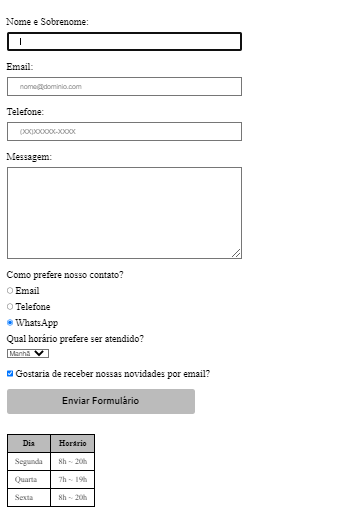 Nome e Sobrenome:
Email:
nome@dominio.com
Telefone:
(XX)XXXXX-XXXX
Messagem:
Como prefere nosso contato?
Email
Telefone
WhatsApp
Qual horário prefere ser atendido?
Manhã
Gostaria de receber nossas novidades por email?
Enviar Formulário
Dia Horário
Segunda 8h ~ 20h
Quarta 7h ~ 19h
Sexta 8h ~ 20h